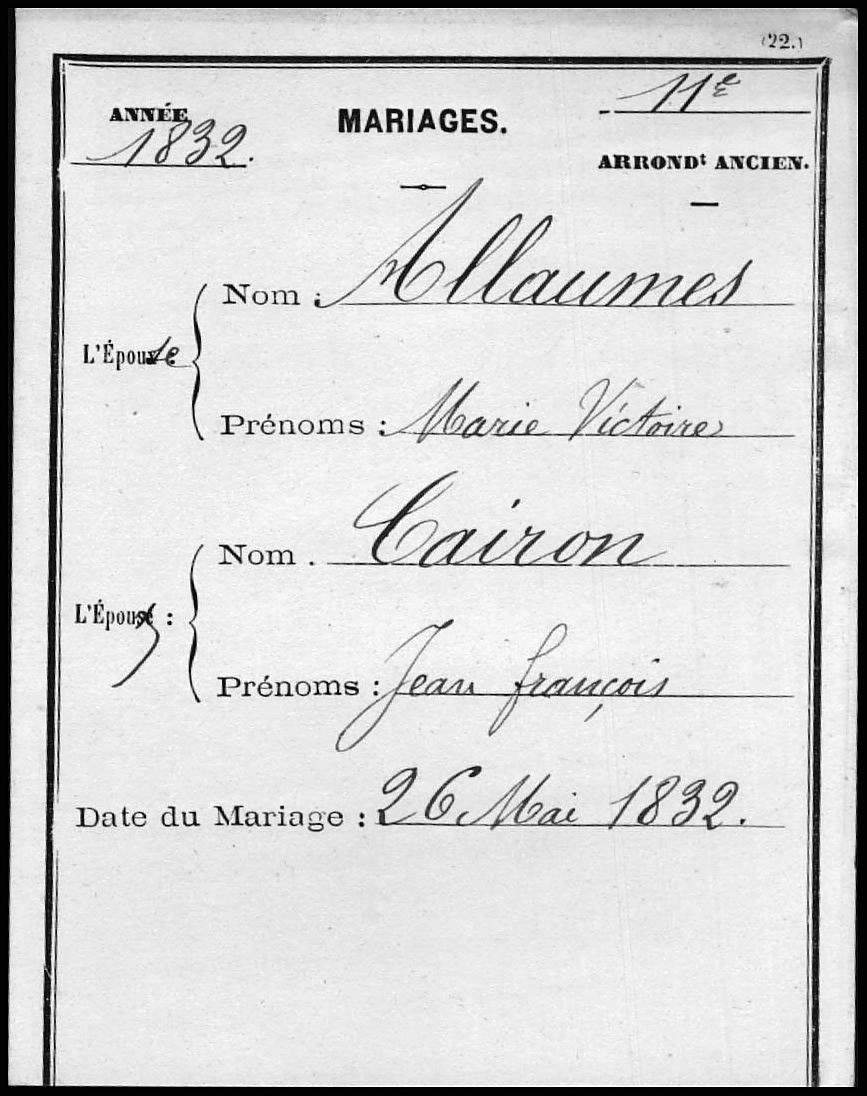 (22.)
ANNÉE 1832.
MARIAGES.
11e
ARRONDt ANCIEN.
Nom : Allaumes
L'Épouse :
Prénoms : Marie Victoire
Nom . Cairon
L'Époux :
Prénoms : Jean françois
Date du Mariage : 26 Mai 1832.